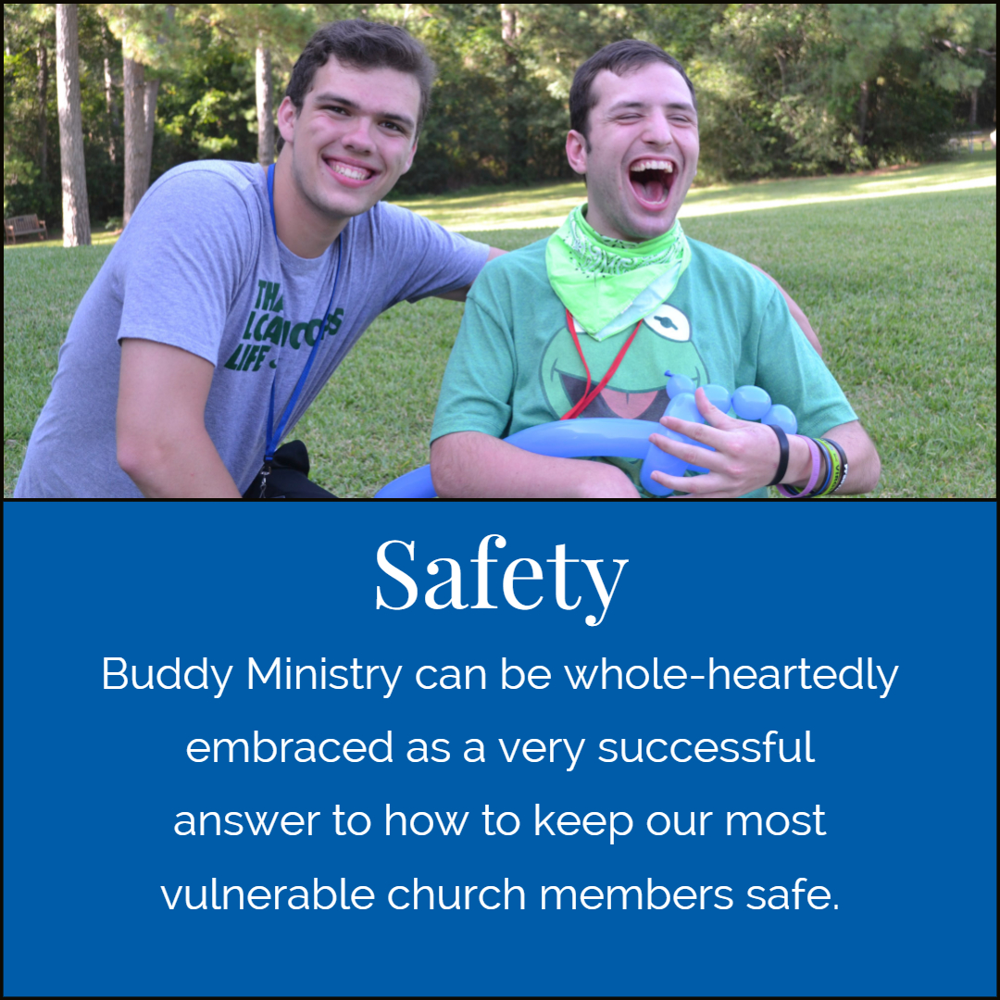 LIFE
Safety
Buddy Ministry can be whole-heartedly
embraced as a very successful
answer to how to keep our most
vulnerable church members safe.